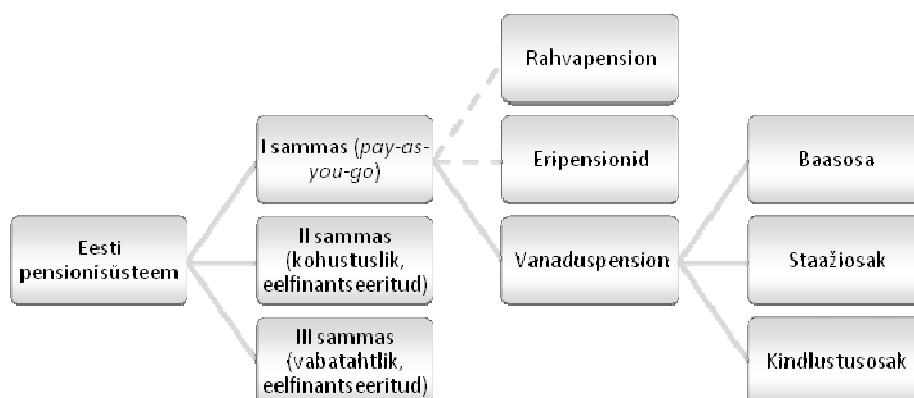 Eesti
pensionisüsteem
I sammas (pay-as-
you-go)
II sammas
(kohustuslik,
eelfinantseeritud)
III sammas
(vabatahtlik,
eelfinantseeritud)
Rahvapension
Eripensionid
Vanaduspension
Baasosa
Staažiosak
Kindlustusosak